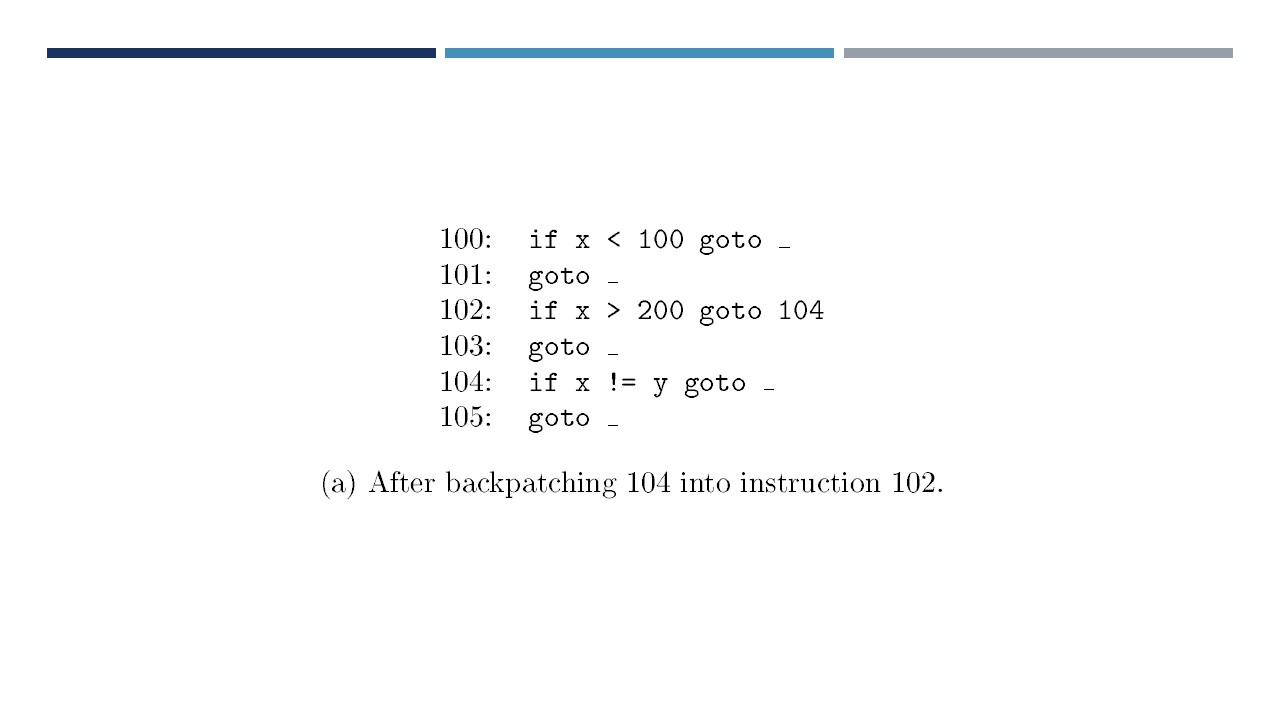 100: if x < 100 goto _
101: goto _
102: if x > 200 goto 104
103: goto _
104: if x != y goto _
105: goto _
(a) After backpatching 104 into instruction 102.